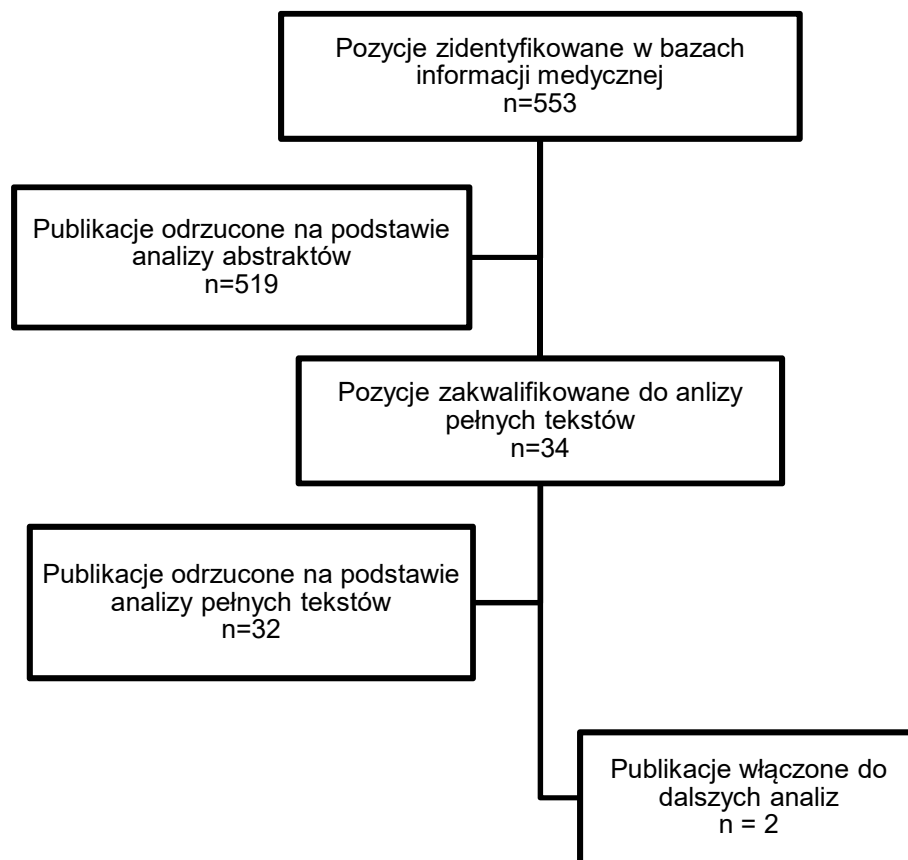 Pozycje zidentyfikowane w bazach
informacji medycznej
n=553
Publikacje odrzucone na podstawie
analizy abstraktów
n=519
Pozycje zakwalifikowane do anlizy
pełnych tekstów
n=34
Publikacje odrzucone na podstawie
analizy pełnych tekstów
n=32
Publikacje włączone do
dalszych analiz
n = 2